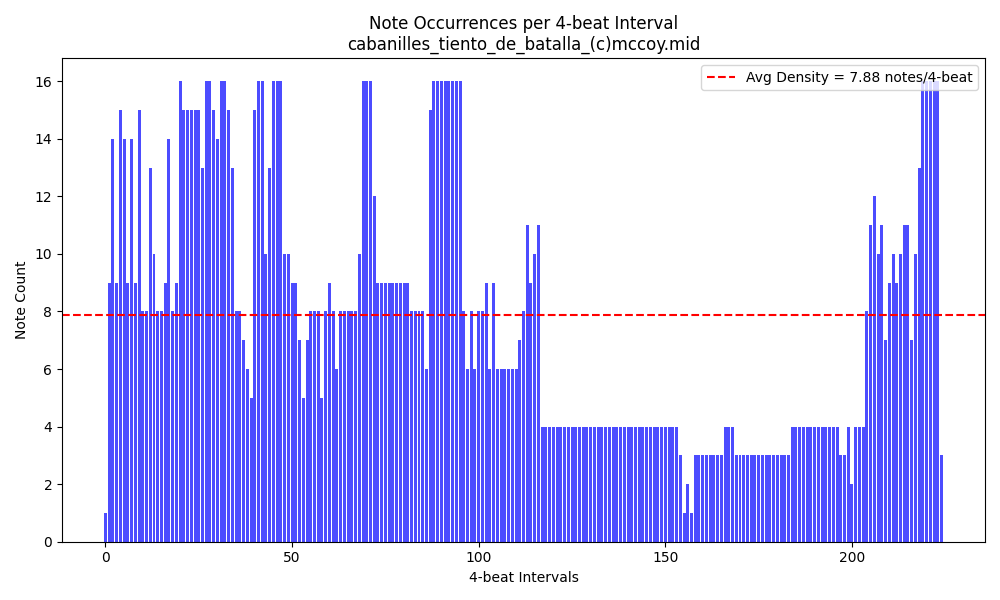 Note Occurrences per 4-beat Interval
cabanilles_tiento_de_batalla_(c)mccoy.mid
Avg Density = 7.88 notes/4-beat
Note Count
16
14
12
10
8
6
4
2
0
0 50 100 150 200
4-beat Intervals